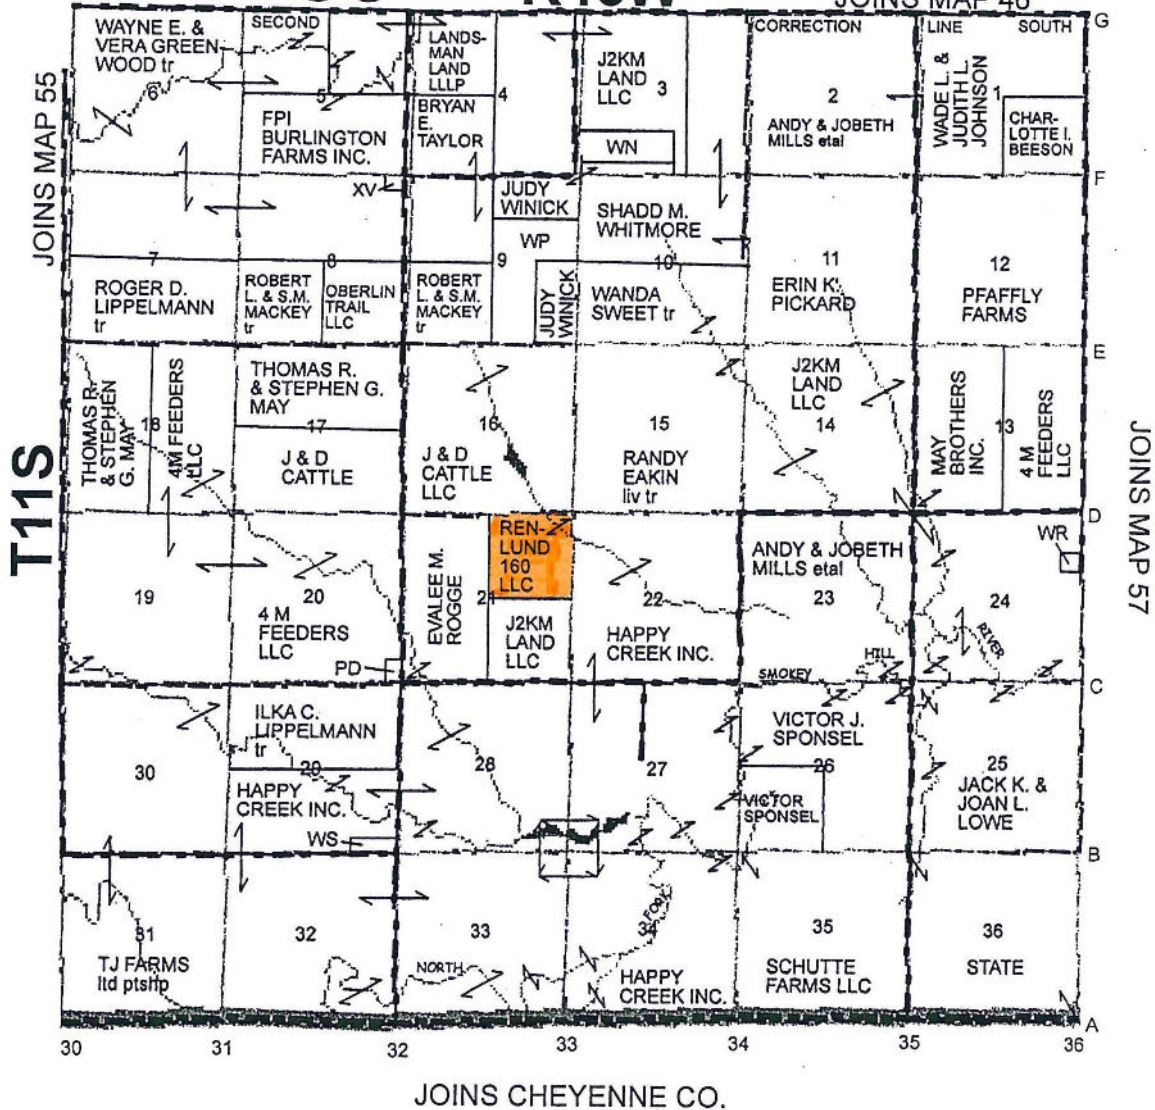 JOINS MAP 46
JOINS MAP 55
T11S
JOINS MAP 57
JOINS CHEYENNE CO.
G
F
E
D
C
B
A
30
31
32
33
34
35
36
WAYNE E. &
VERA GREEN
WOOD tr
6
SECOND
5
FPI
BURLINGTON
FARMS INC.
LANDS-
MAN
LAND
LLLP
4
BRYAN
E.
TAYLOR
J2KM
LAND
LLC
3
WN
CORRECTION
2
ANDY & JOBETH
MILLS etal
LINE
SOUTH
WADE L. &
JUDITH L.
JOHNSON
1
CHAR-
LOTTE I.
BEESON
XV
7
ROGER D.
LIPPELMANN
tr
8
ROBERT
L. & S.M.
MACKEY
tr
OBERLIN
TRAIL
LLC
JUDY
WINICK
WP
9
ROBERT
L. & S.M.
MACKEY
tr
JUDY
WINICK
SHADD M.
WHITMORE
10
WANDA
SWEET tr
11
ERIN K.
PICKARD
12
PFAFFLY
FARMS
THOMAS R.
& STEPHEN
G. MAY
18
4M FEEDERS
LLC
THOMAS R.
& STEPHEN G.
MAY
17
J & D
CATTLE
16
J & D
CATTLE
LLC
15
RANDY
EAKIN
liv tr
J2KM
LAND
LLC
14
MAY
BROTHERS
INC.
13
4 M
FEEDERS
LLC
19
20
4 M
FEEDERS
LLC
PD
EVALEE M.
ROGGE
REN-
LUND
160
LLC
21
J2KM
LAND
LLC
22
HAPPY
CREEK INC.
ANDY & JOBETH
MILLS etal
23
SMOKEY
HILL
RIVER
WR
24
30
ILKA C.
LIPPELMANN
tr
29
HAPPY
CREEK INC.
WS
28
27
VICTOR J.
SPONSEL
26
VICTOR
SPONSEL
25
JACK K. &
JOAN L.
LOWE
31
TJ FARMS
ltd ptshp
32
33
NORTH
FORK
34
HAPPY
CREEK INC.
35
SCHUTTE
FARMS LLC
36
STATE